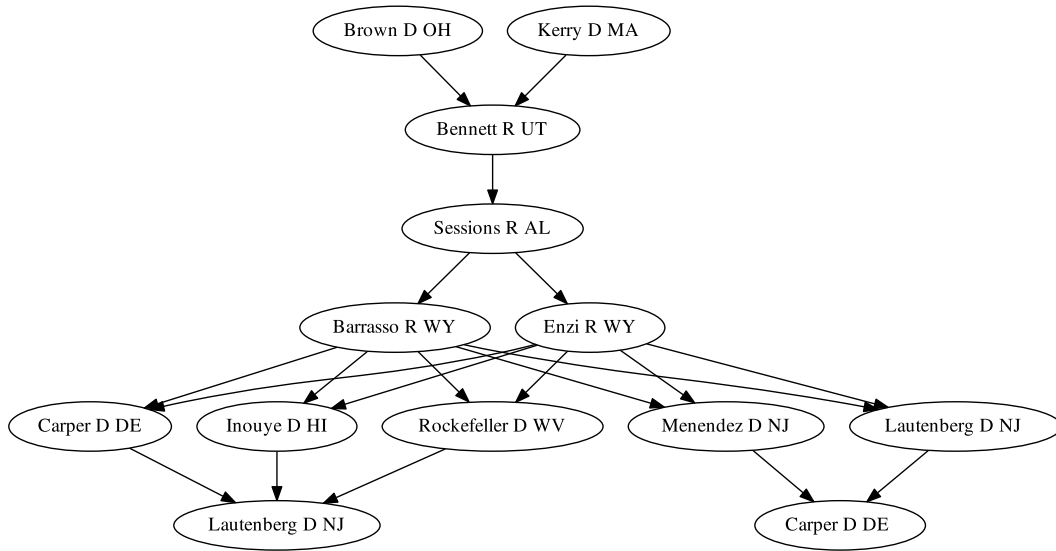 Brown D OH
Kerry D MA
Bennett R UT
Sessions R AL
Barrasso R WY
Enzi R WY
Carper D DE
Inouye D HI
Rockefeller D WV
Menendez D NJ
Lautenberg D NJ
Lautenberg D NJ
Carper D DE